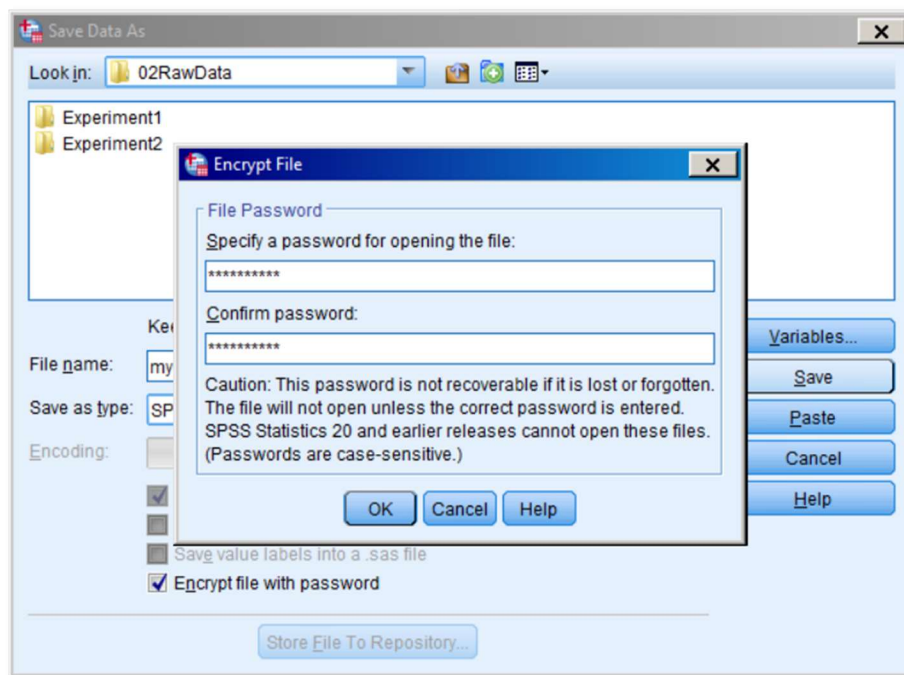 Save Data As
Look in: 02RawData
Experiment1
Experiment2
Encrypt File
File Password
Specify a password for opening the file:
**********
Confirm password:
**********
Caution: This password is not recoverable if it is lost or forgotten.
The file will not open unless the correct password is entered.
SPSS Statistics 20 and earlier releases cannot open these files.
(Passwords are case-sensitive.)
OK Cancel Help
File name: my
Save as type: SP
Encoding:
Save value labels into a .sas file
Encrypt file with password
Variables...
Save
Paste
Cancel
Help
Store File To Repository...